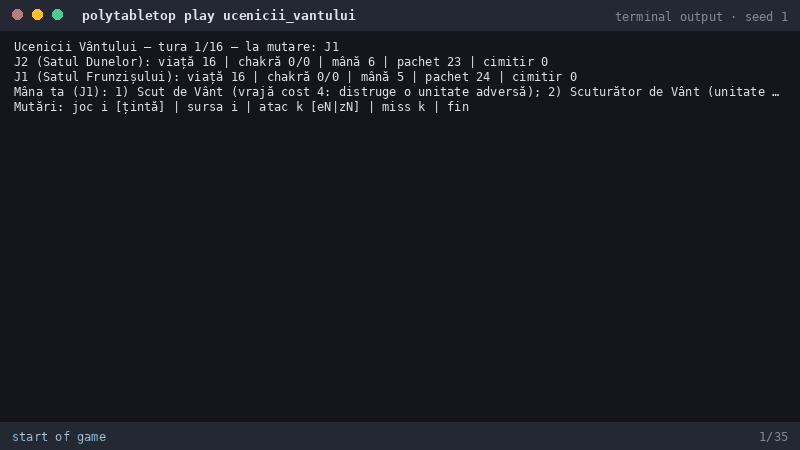 polytabletop play ucenicii_vantului
terminal output · seed 1
Ucenicii Vântului — tura 1/16 — la mutare: J1
J2 (Satul Dunelor): viață 16 | chakră 0/0 | mână 6 | pachet 23 | cimitir 0
J1 (Satul Frunzișului): viață 16 | chakră 0/0 | mână 5 | pachet 24 | cimitir 0
Mâna ta (J1): 1) Scut de Vânt (vrajă cost 4: distruge o unitate adversă); 2) Scuturător de Vânt (unitate …
Mutări: joc i [țintă] | sursa i | atac k [eN|zN] | miss k | fin
start of game
1/35